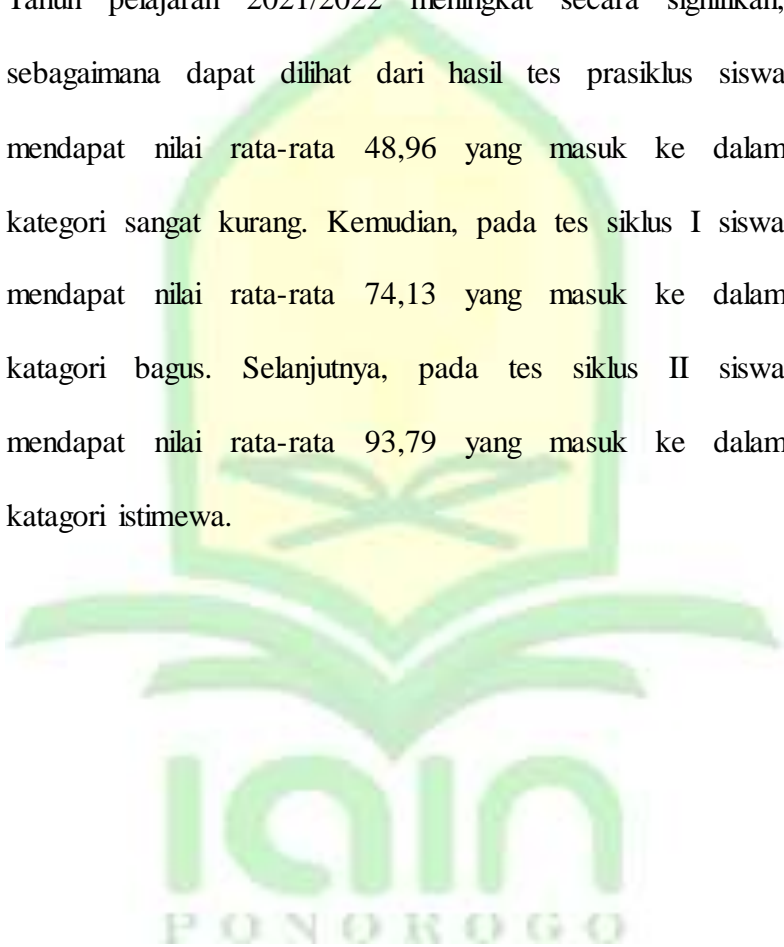 Tahun pelajaran 2021/2022 meningkat secara signifikan,
sebagaimana dapat dilihat dari hasil tes prasiklus siswa
mendapat nilai rata-rata 48,96 yang masuk ke dalam
kategori sangat kurang. Kemudian, pada tes siklus I siswa
mendapat nilai rata-rata 74,13 yang masuk ke dalam
katagori bagus. Selanjutnya, pada tes siklus II siswa
mendapat nilai rata-rata 93,79 yang masuk ke dalam
katagori istimewa.
iain
PONOROGO